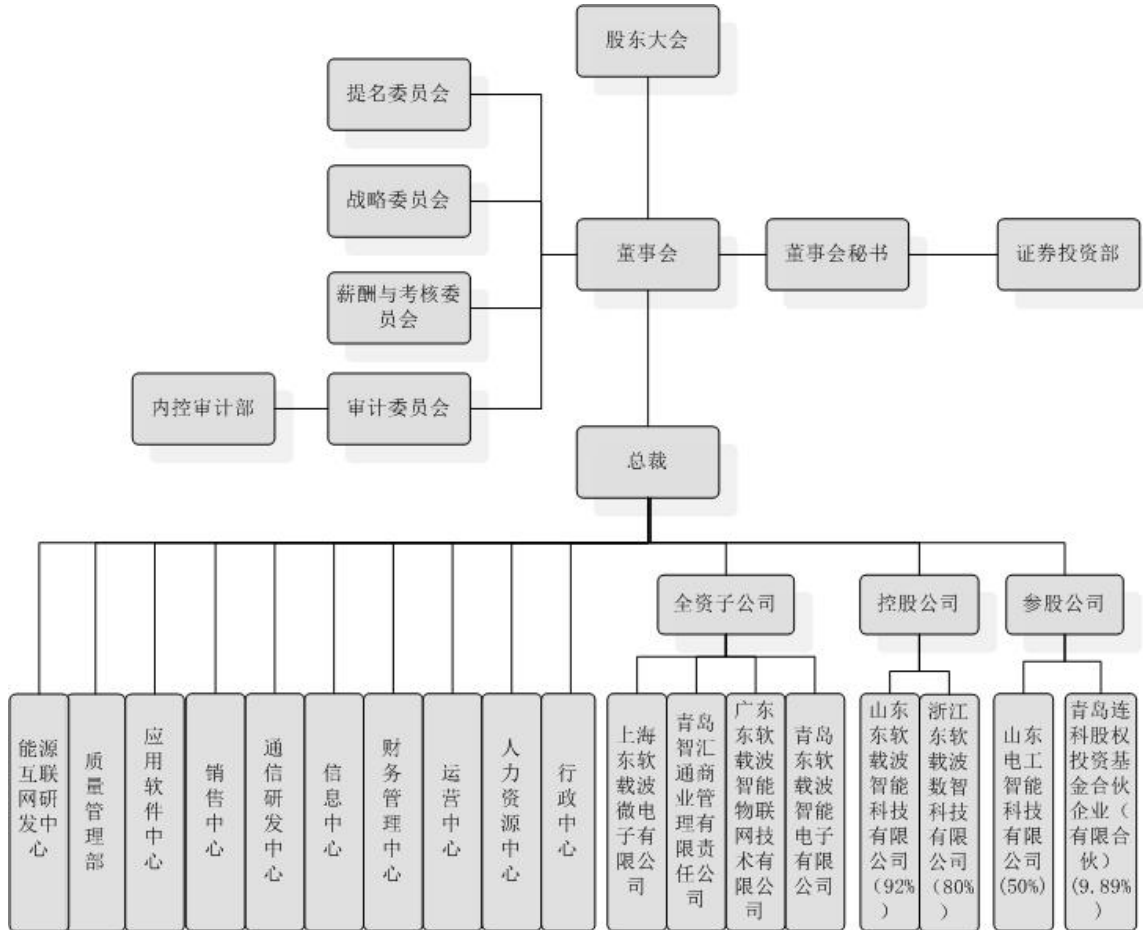 股东大会
提名委员会
战略委员会
董事会
董事会秘书
证券投资部
薪酬与考核委
员会
内控审计部
审计委员会
总裁
全资子公司
控股公司
参股公司
能源互联网研发中心
质量管理部
应用软件中心
销售中心
通信研发中心
信息中心
财务管理中心
运营中心
人力资源中心
行政中心
上海东软载波微电子有限公司
青岛智汇通商业管理有限责任公司
广东东软载波智能物联网技术有限公司
青岛东软载波智能电子有限公司
山东东软载波智能科技有限公司（92%）
浙江东软载波数智科技有限公司（80%）
山东电工智能科技有限公司(50%)
青岛连科股权投资基金合伙企业（有限合伙）(9.89%)